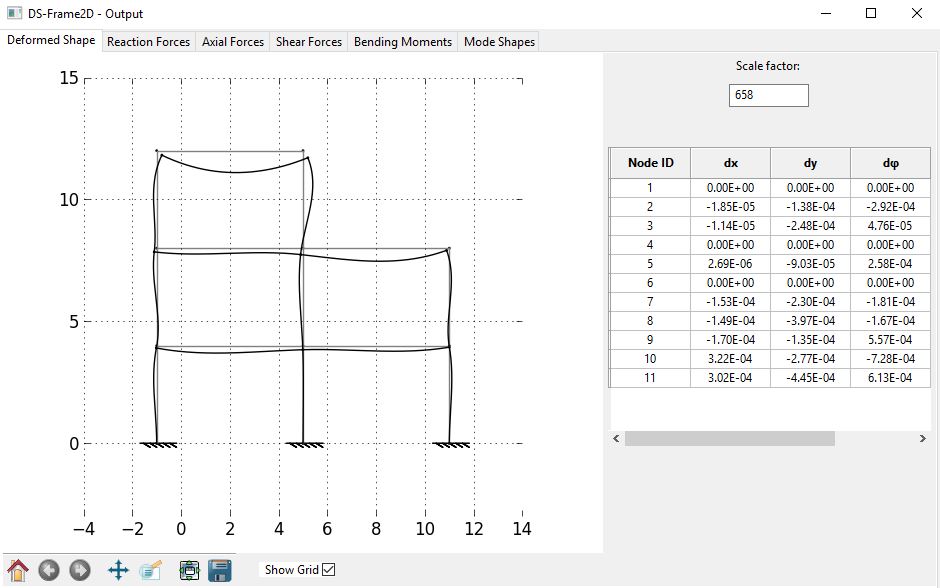 DS-Frame2D - Output
Deformed Shape Reaction Forces Axial Forces Shear Forces Bending Moments Mode Shapes
15
10
5
0
−4 −2 0 2 4 6 8 10 12 14
Scale factor:
658
Node ID dx dy dφ
1 0.00E+00 0.00E+00 0.00E+00
2 -1.85E-05 -1.38E-04 -2.92E-04
3 -1.14E-05 -2.48E-04 4.76E-05
4 0.00E+00 0.00E+00 0.00E+00
5 2.69E-06 -9.03E-05 2.58E-04
6 0.00E+00 0.00E+00 0.00E+00
7 -1.53E-04 -2.30E-04 -1.81E-04
8 -1.49E-04 -3.97E-04 -1.67E-04
9 -1.70E-04 -1.35E-04 5.57E-04
10 3.22E-04 -2.77E-04 -7.28E-04
11 3.02E-04 -4.45E-04 6.13E-04
Show Grid